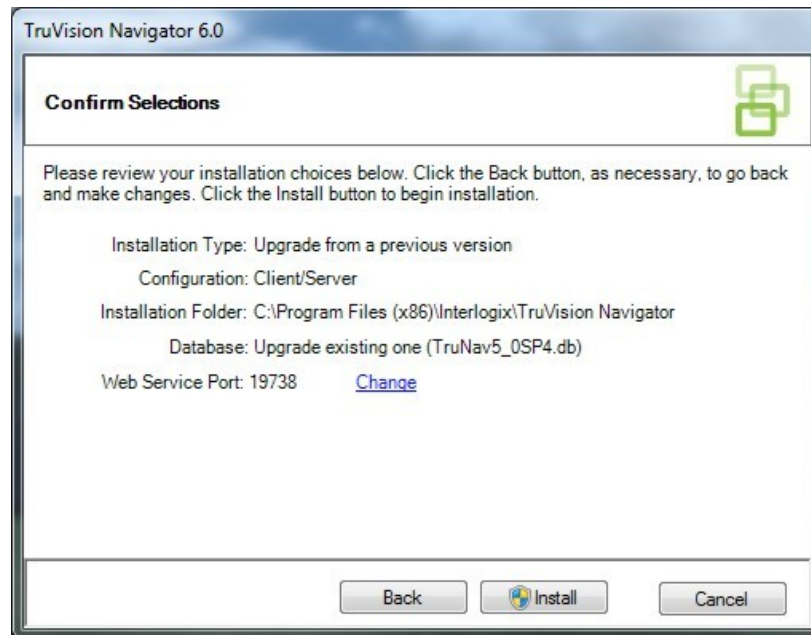 TruVision Navigator 6.0
Confirm Selections
Please review your installation choices below. Click the Back button, as necessary, to go back
and make changes. Click the Install button to begin installation.
Installation Type: Upgrade from a previous version
Configuration: Client/Server
Installation Folder: C:\Program Files (x86)\Interlogix\TruVision Navigator
Database: Upgrade existing one (TruNav5_0SP4.db)
Web Service Port: 19738 Change
Back Install Cancel